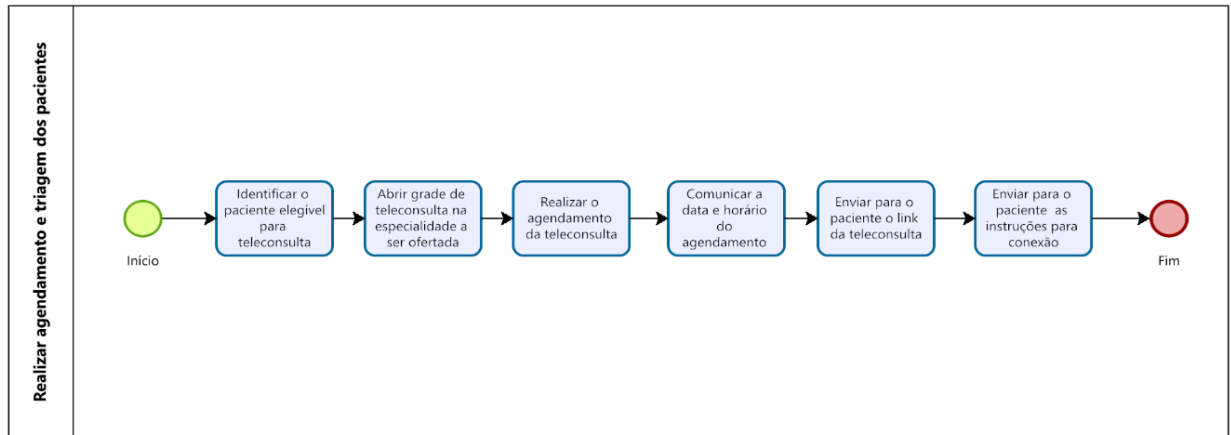 Realizar agendamento e triagem dos pacientes
Início
Identificar o
paciente elegível
para
teleconsulta
Abrir grade de
teleconsulta na
especialidade a
ser ofertada
Realizar o
agendamento
da teleconsulta
Comunicar a
data e horário
do
agendamento
Enviar para o
paciente o link
da teleconsulta
Enviar para o
paciente as
instruções para
conexão
Fim